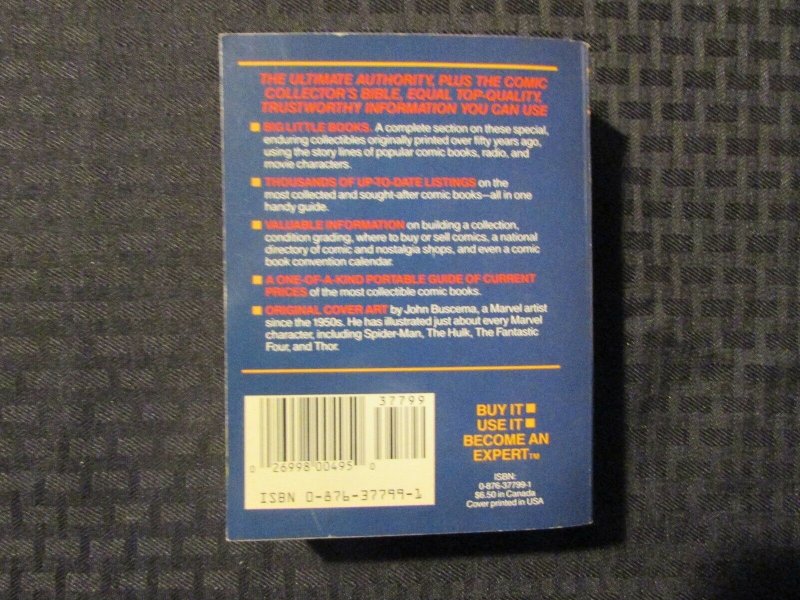 THE ULTIMATE AUTHORITY, PLUS THE COMIC
COLLECTOR'S BIBLE, EQUAL TOP-QUALITY,
TRUSTWORTHY INFORMATION YOU CAN USE
BIG LITTLE BOOKS. A complete section on these special,
enduring collectibles originally printed over fifty years ago,
using the story lines of popular comic books, radio, and
movie characters.
THOUSANDS OF UP-TO-DATE LISTINGS on the
most collected and sought-after comic books—all in one
handy guide.
VALUABLE INFORMATION on building a collection,
condition grading, where to buy or sell comics, a national
directory of comic and nostalgia shops, and even a comic
book convention calendar.
A ONE-OF-A-KIND PORTABLE GUIDE OF CURRENT
PRICES of the most collectible comic books.
ORIGINAL COVER ART by John Buscema, a Marvel artist
since the 1950s. He has illustrated just about every Marvel
character, including Spider-Man, The Hulk, The Fantastic
Four, and Thor.
37799
0 26998 00495 0
ISBN 0-876-37799-1
BUY IT
USE IT
BECOME AN
EXPERT™
ISBN:
0-876-37799-1
$6.50 in Canada
Cover printed in USA